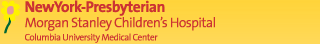 NewYork-Presbyterian
Morgan Stanley Children's Hospital
Columbia University Medical Center